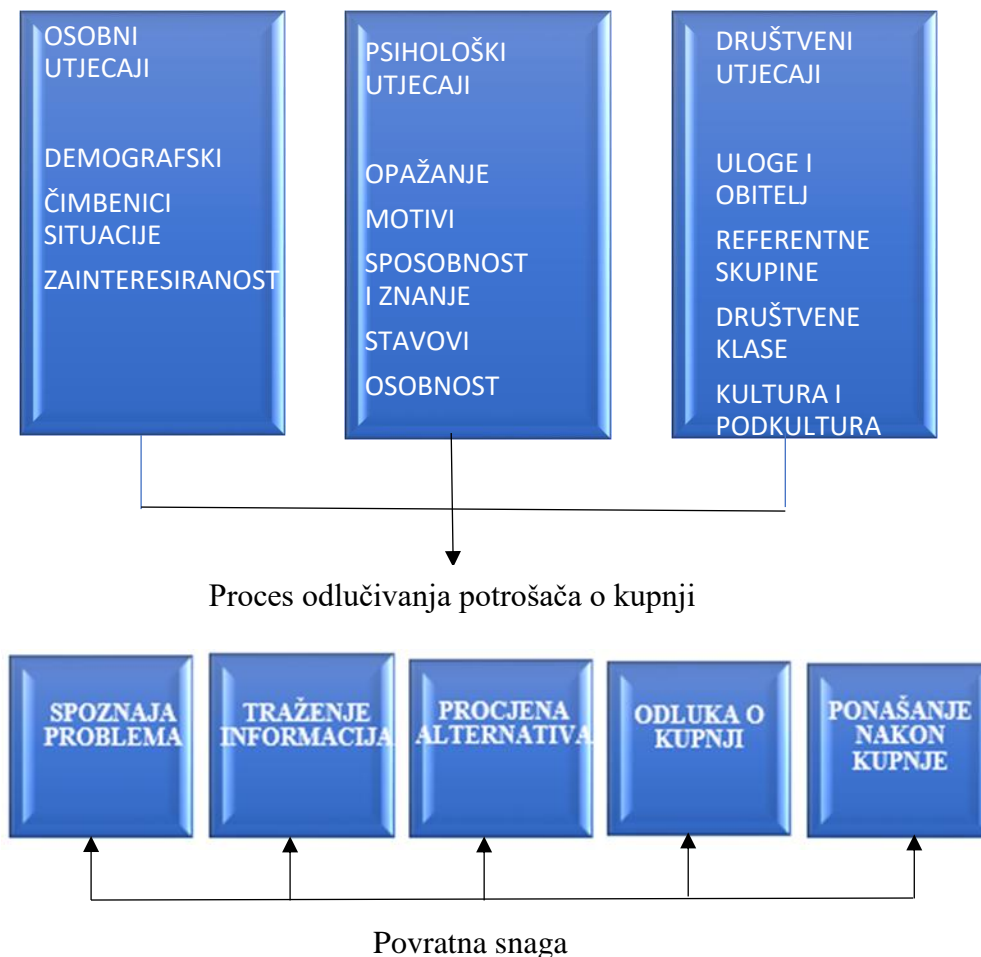 OSOBNI
UTJECAJI
DEMOGRAFSKI
ČIMBENICI
SITUACIJE
ZAINTERESIRANOST
PSIHOLOŠKI
UTJECAJI
OPAŽANJE
MOTIVI
SPOSOBNOST
I ZNANJE
STAVOVI
OSOBNOST
DRUŠTVENI
UTJECAJI
ULOGE I
OBITELJ
REFERENTNE
SKUPINE
DRUŠTVENE
KLASE
KULTURA I
PODKULTURA
Proces odlučivanja potrošača o kupnji
SPOZNAJA
PROBLEMA
TRAŽENJE
INFORMACIJA
PROCJENA
ALTERNATIVA
ODLUKA O
KUPNJI
PONAŠANJE
NAKON
KUPNJE
Povratna snaga